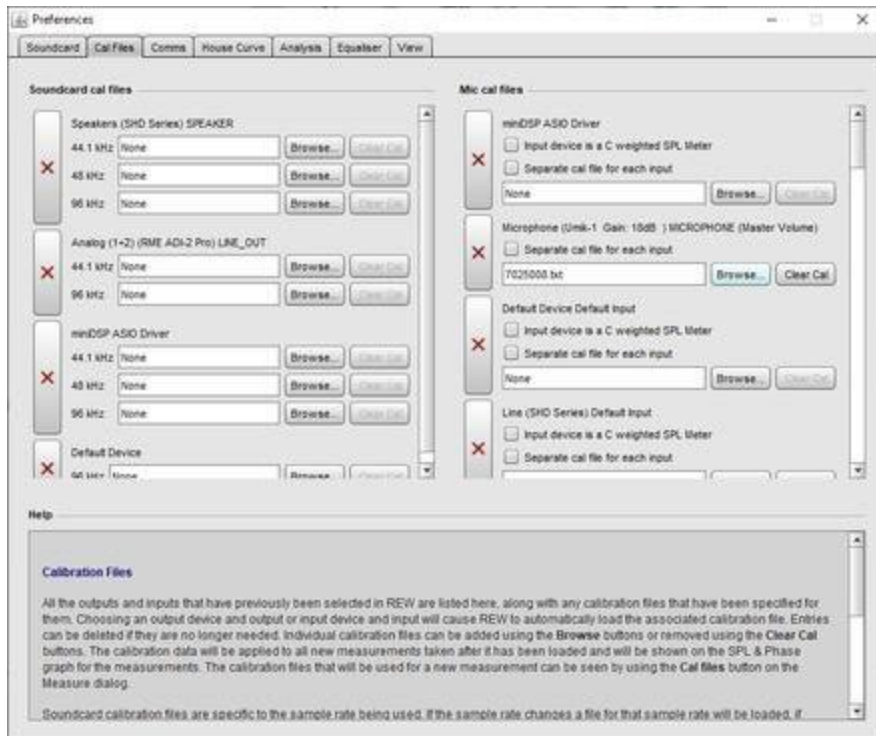 Preferences
Soundcard Cal Files Comms House Curve Analysis Equaliser View
Soundcard cal files
Speakers (SHD Series) SPEAKER
44.1 kHz None Browse... Clear Cal
48 kHz None Browse... Clear Cal
96 kHz None Browse... Clear Cal
Analog (1+2) (RME ADI-2 Pro) LINE_OUT
44.1 kHz None Browse... Clear Cal
96 kHz None Browse... Clear Cal
miniDSP ASIO Driver
44.1 kHz None Browse... Clear Cal
48 kHz None Browse... Clear Cal
96 kHz None Browse... Clear Cal
Default Device
96 kHz None Browse... Clear Cal
Mic cal files
miniDSP ASIO Driver
Input device is a C weighted SPL Meter
Separate cal file for each input
None Browse... Clear Cal
Microphone (Umik-1 Gain: 18dB ) MICROPHONE (Master Volume)
Separate cal file for each input
7025008.txt Browse... Clear Cal
Default Device Default Input
Input device is a C weighted SPL Meter
Separate cal file for each input
None Browse... Clear Cal
Line (SHD Series) Default Input
Input device is a C weighted SPL Meter
Separate cal file for each input
Help
Calibration Files
All the outputs and inputs that have previously been selected in REW are listed here, along with any calibration files that have been specified for
them. Choosing an output device and output or input device and input will cause REW to automatically load the associated calibration file. Entries
can be deleted if they are no longer needed. Individual calibration files can be added using the Browse buttons or removed using the Clear Cal
buttons. The calibration data will be applied to all new measurements taken after it has been loaded and will be shown on the SPL & Phase
graph for the measurements. The calibration files that will be used for a new measurement can be seen by using the Cal files button on the
Measure dialog.
Soundcard calibration files are specific to the sample rate being used. If the sample rate changes a file for that sample rate will be loaded, if